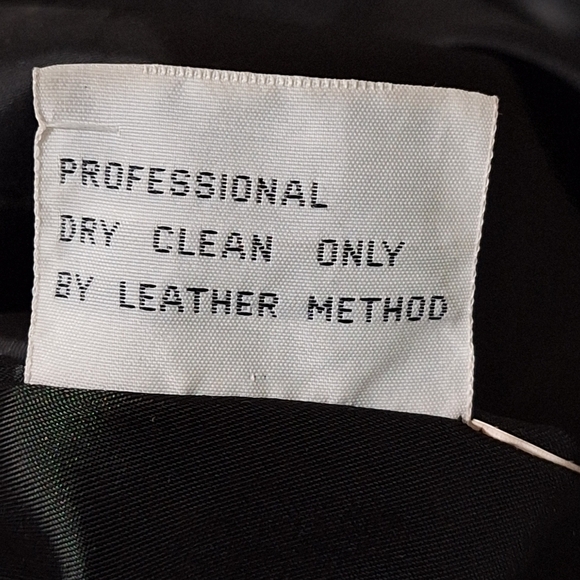 PROFESSIONAL
DRY CLEAN ONLY
BY LEATHER METHOD